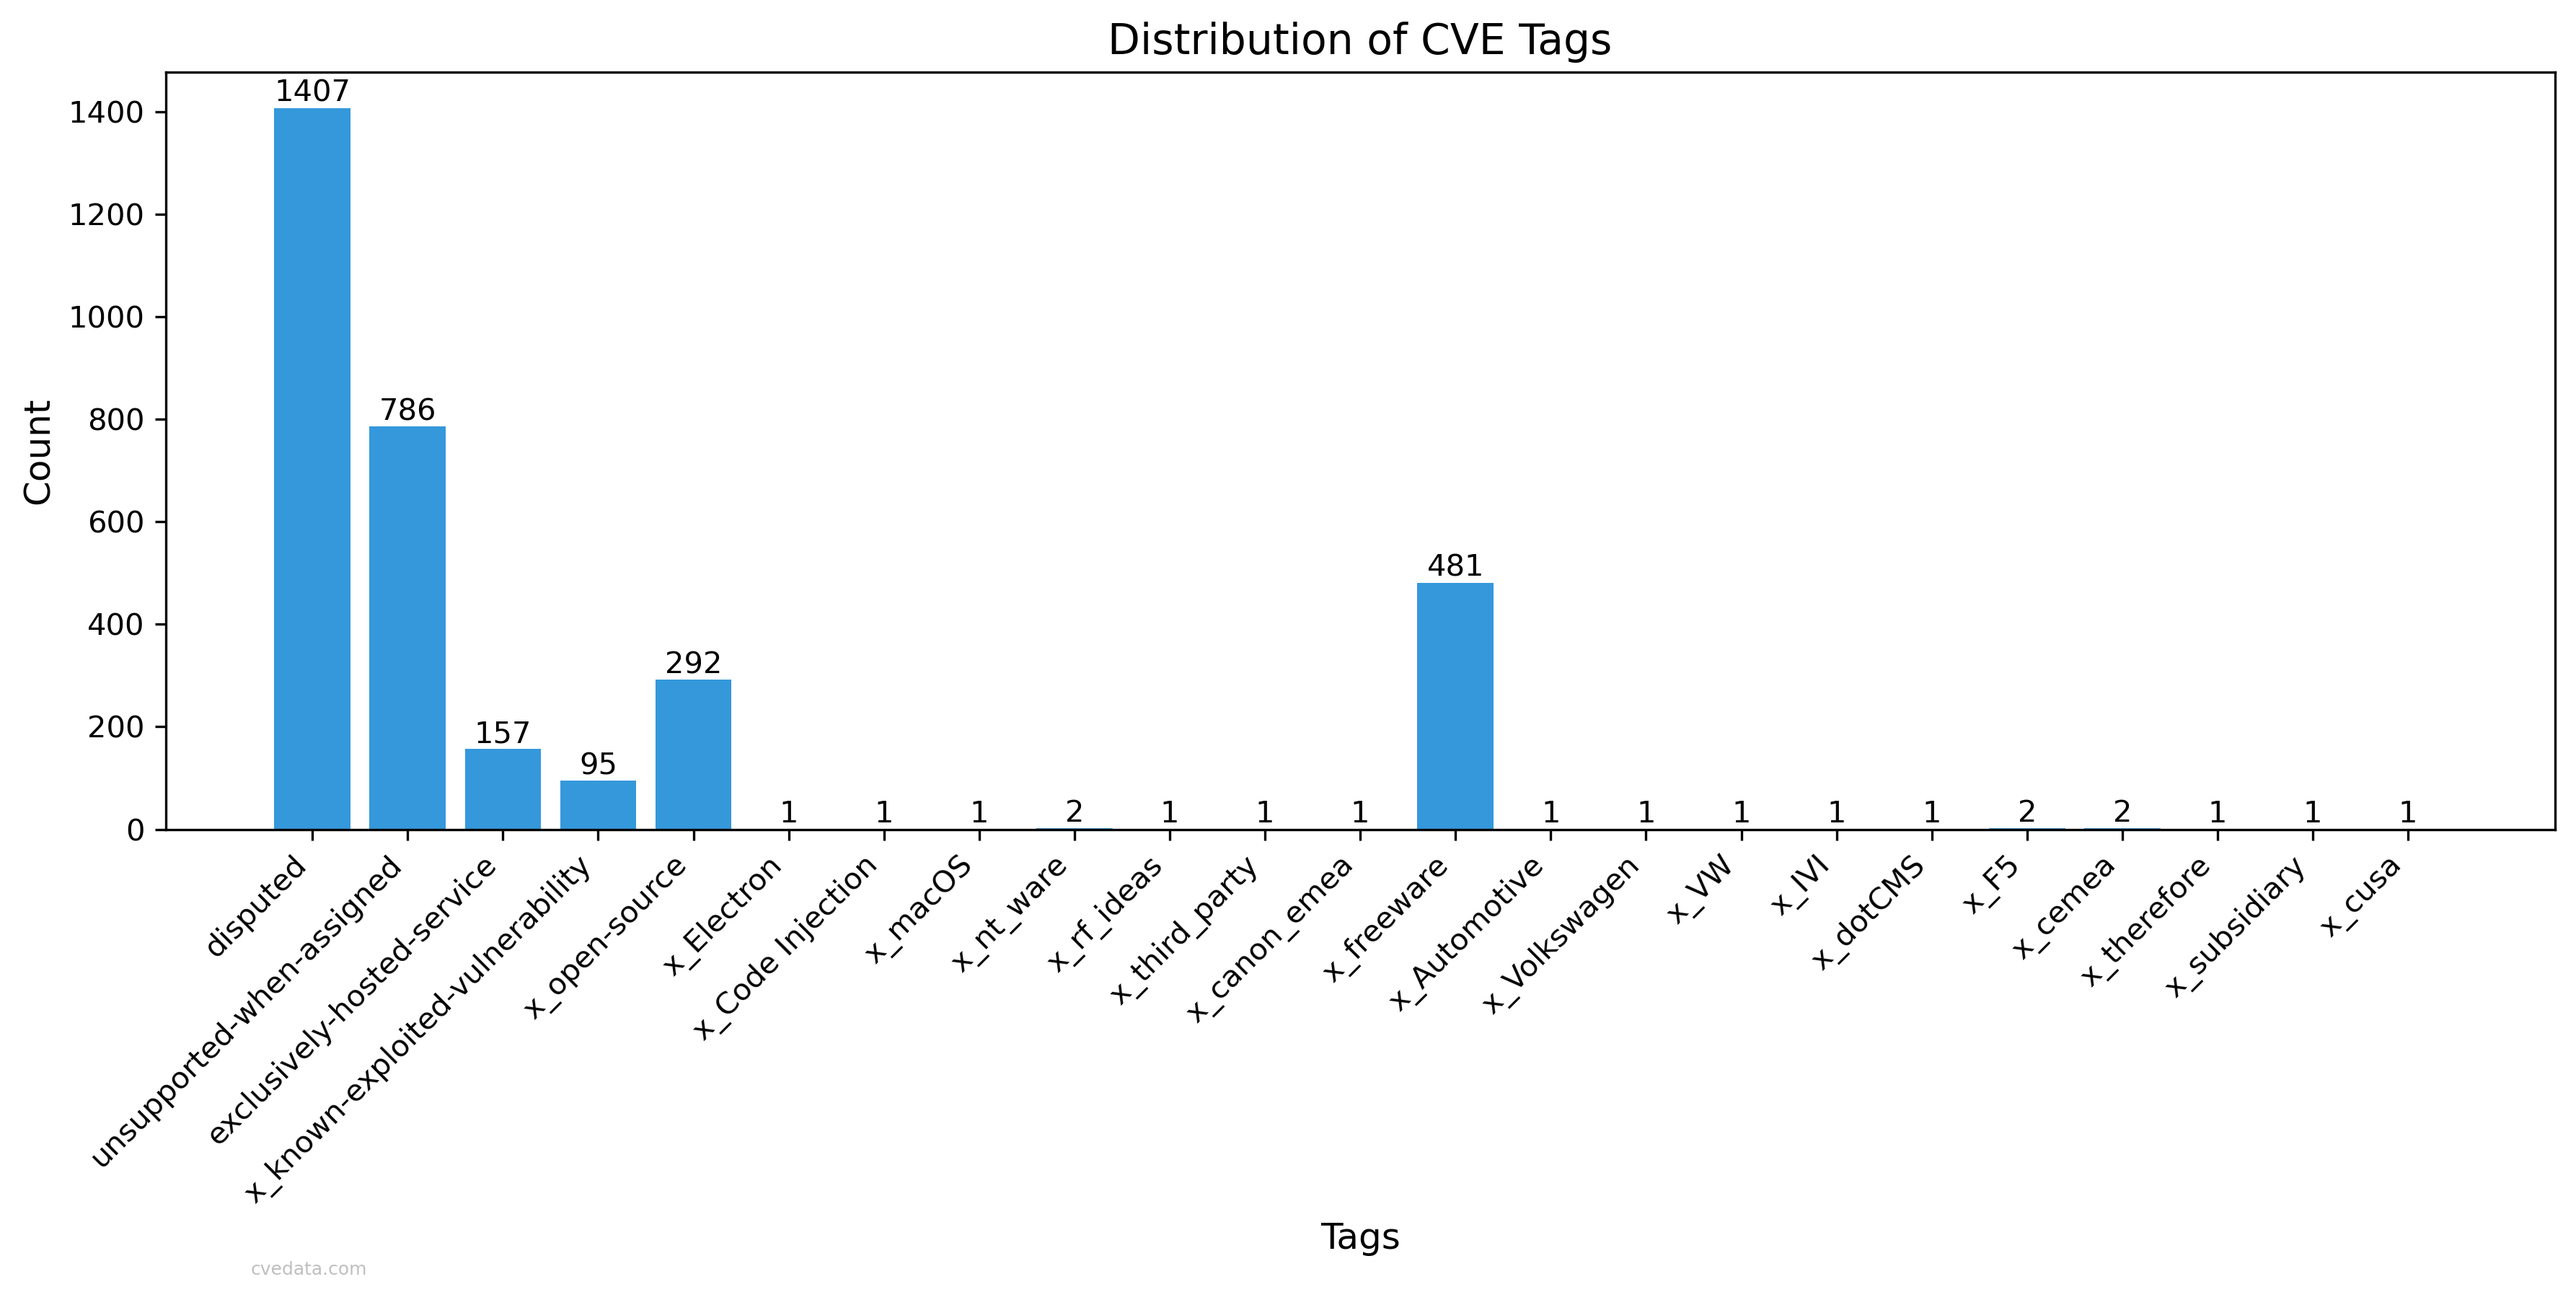 Distribution of CVE Tags
Count
1400
1200
1000
800
600
400
200
0
1407
786
157
95
292
1
1
1
2
1
1
1
481
1
1
1
1
1
2
2
1
1
1
disputed
unsupported-when-assigned
exclusively-hosted-service
x_known-exploited-vulnerability
x_open-source
x_Electron
x_Code Injection
x_macOS
x_nt_ware
x_rf_ideas
x_third_party
x_canon_emea
x_freeware
x_Automotive
x_Volkswagen
x_VW
x_IVI
x_dotCMS
x_F5
x_cemea
x_therefore
x_subsidiary
x_cusa
Tags
cvedata.com